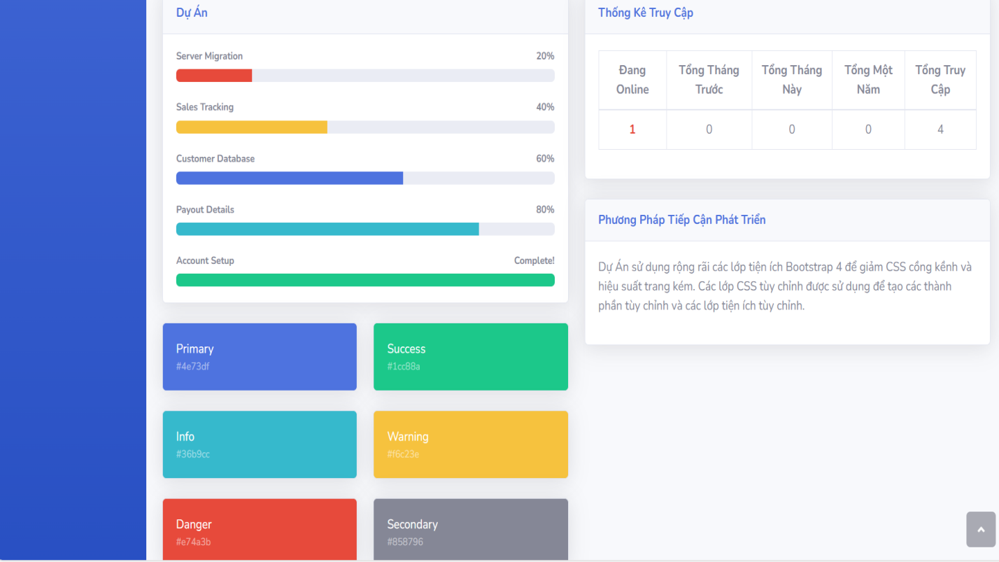 Dự Án
Server Migration 20%
Sales Tracking 40%
Customer Database 60%
Payout Details 80%
Account Setup Complete!
Primary
#4e73df
Success
#1cc88a
Info
#36b9cc
Warning
#f6c23e
Danger
#e74a3b
Secondary
#858796
Thống Kê Truy Cập
Đang Online
Tổng Tháng Trước
Tổng Tháng Này
Tổng Một Năm
Tổng Truy Cập
1 0 0 0 4
Phương Pháp Tiếp Cận Phát Triển
Dự Án sử dụng rộng rãi các lớp tiện ích Bootstrap 4 để giảm CSS cồng kềnh và
hiệu suất trang kém. Các lớp CSS tùy chỉnh được sử dụng để tạo các thành
phần tùy chỉnh và các lớp tiện ích tùy chỉnh.